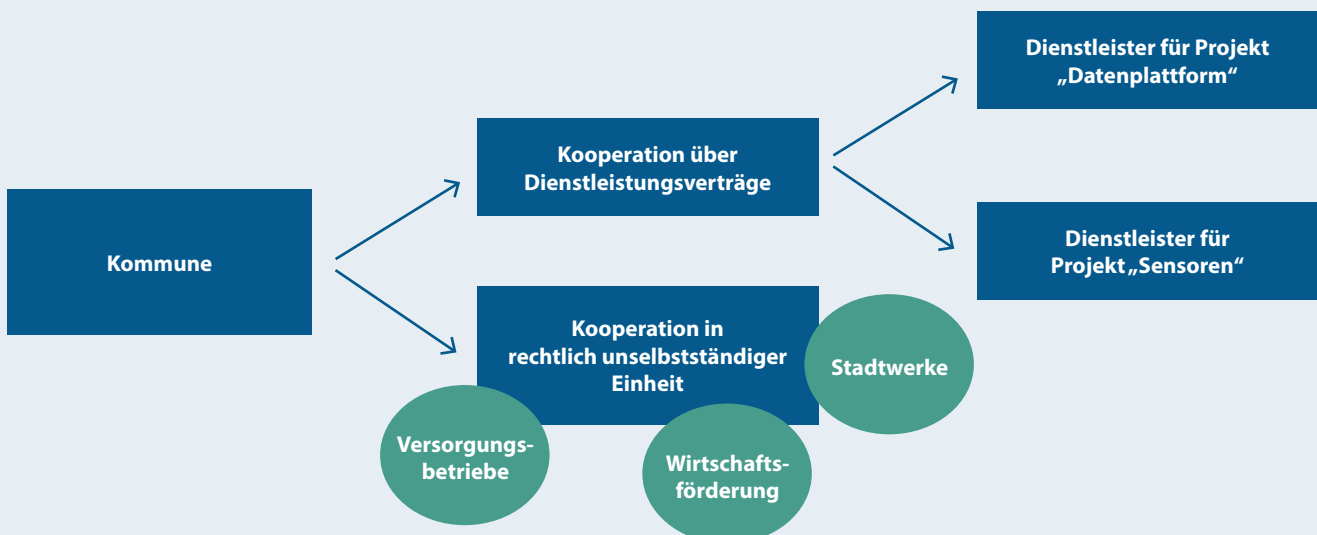 Kommune
Kooperation über
Dienstleistungsverträge
Dienstleister für Projekt
„Datenplattform“
Dienstleister für
Projekt „Sensoren“
Kooperation in
rechtlich unselbstständiger
Einheit
Versorgungs-
betriebe
Wirtschafts-
förderung
Stadtwerke